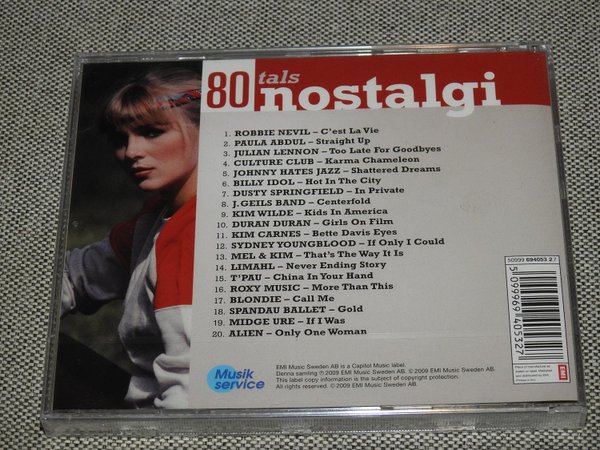 80 tals
nostalgi
1. ROBBIE NEVIL – C'est La Vie
2. PAULA ABDUL – Straight Up
3. JULIAN LENNON – Too Late For Goodbyes
4. CULTURE CLUB – Karma Chameleon
5. JOHNNY HATES JAZZ – Shattered Dreams
6. BILLY IDOL – Hot In The City
7. DUSTY SPRINGFIELD – In Private
8. J.GEILS BAND – Centerfold
9. KIM WILDE – Kids In America
10. DURAN DURAN – Girls On Film
11. KIM CARNES – Bette Davis Eyes
12. SYDNEY YOUNGBLOOD – If Only I Could
13. MEL & KIM – That's The Way It Is
14. LIMAHL – Never Ending Story
15. T'PAU – China In Your Hand
16. ROXY MUSIC – More Than This
17. BLONDIE – Call Me
18. SPANDAU BALLET – Gold
19. MIDGE URE – If I Was
20. ALIEN – Only One Woman
50999 694053 2 7
5099969405327
Musik
service
EMI Music Sweden AB is a Capitol Music label.
Denna samling ℗ 2009 EMI Music Sweden AB. © 2009 EMI Music Sweden AB.
This label copy information is the subject of copyright protection.
All rights reserved. © 2009 EMI Music Sweden AB.
EMI